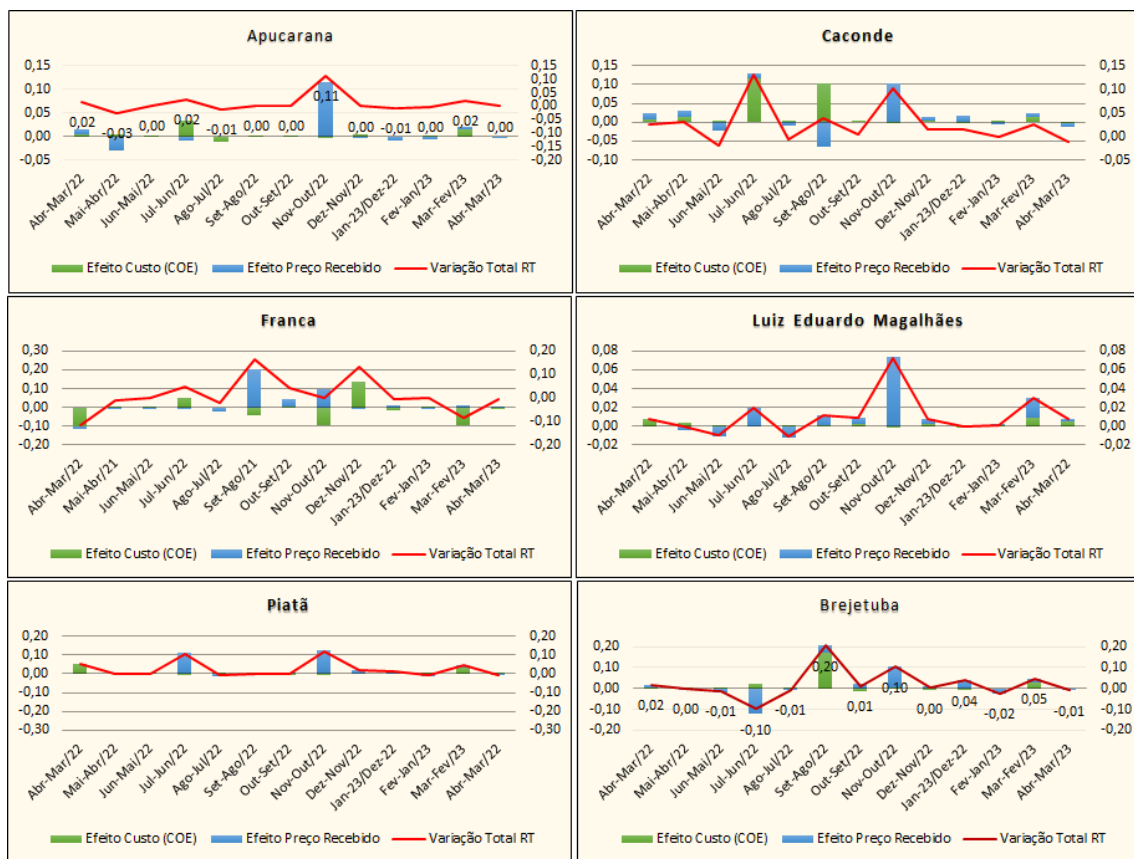 Apucarana
0,15
0,10
0,05
0,00
-0,05
0,15
0,10
0,05
0,00
-0,05
-0,10
-0,15
-0,20
0,02
-0,03
0,00
0,02
-0,01
0,00
0,00
0,11
0,00
-0,01
0,00
0,02
0,00
Abr-Mar/22
Mai-Abr/22
Jun-Mai/22
Jul-Jun/22
Ago-Jul/22
Set-Ago/22
Out-Set/22
Nov-Out/22
Dez-Nov/22
Jan-23/Dez-22
Fev-Jan/23
Mar-Fev/23
Abr-Mar/23
Efeito Custo (COE) Efeito Preço Recebido Variação Total RT
Caconde
0,15
0,10
0,05
0,00
-0,05
-0,10
0,15
0,10
0,05
0,00
-0,05
Abr-Mar/22
Mai-Abr/22
Jun-Mai/22
Jul-Jun/22
Ago-Jul/22
Set-Ago/22
Out-Set/22
Nov-Out/22
Dez-Nov/22
Jan-23/Dez-22
Fev-Jan/23
Mar-Fev/23
Abr-Mar/23
Efeito Custo (COE) Efeito Preço Recebido Variação Total RT
Franca
0,30
0,20
0,10
0,00
-0,10
-0,20
0,20
0,10
0,00
-0,10
-0,20
Abr-Mar/22
Mai-Abr/21
Jun-Mai/22
Jul-Jun/22
Ago-Jul/22
Set-Ago/21
Out-Set/22
Nov-Out/22
Dez-Nov/22
Jan-23/Dez-22
Fev-Jan/23
Mar-Fev/23
Abr-Mar/23
Efeito Custo (COE) Efeito Preço Recebido Variação Total RT
Luiz Eduardo Magalhães
0,08
0,06
0,04
0,02
0,00
-0,02
0,08
0,06
0,04
0,02
0,00
-0,02
Abr-Mar/22
Mai-Abr/22
Jun-Mai/22
Jul-Jun/22
Ago-Jul/22
Set-Ago/22
Out-Set/22
Nov-Out/22
Dez-Nov/22
Jan-23/Dez-22
Fev-Jan/23
Mar-Fev/23
Abr-Mar/22
Efeito Custo (COE) Efeito Preço Recebido Variação Total RT
Piatã
0,20
0,10
0,00
-0,10
-0,20
-0,30
0,20
0,10
0,00
-0,10
-0,20
-0,30
Abr-Mar/22
Mai-Abr/22
Jun-Mai/22
Jul-Jun/22
Ago-Jul/22
Set-Ago/22
Out-Set/22
Nov-Out/22
Dez-Nov/22
Jan-23/Dez-22
Fev-Jan/23
Mar-Fev/23
Abr-Mar/22
Efeito Custo (COE) Efeito Preço Recebido Variação Total RT
Brejetuba
0,20
0,10
0,00
-0,10
-0,20
0,20
0,10
0,00
-0,10
-0,20
0,02
0,00
-0,01
-0,10
-0,01
0,20
0,01
0,10
0,00
0,04
-0,02
0,05
-0,01
Abr-Mar/22
Mai-Abr/22
Jun-Mai/22
Jul-Jun/22
Ago-Jul/22
Set-Ago/22
Out-Set/22
Nov-Out/22
Dez-Nov/22
Jan-23/Dez-22
Fev-Jan/23
Mar-Fev/23
Abr-Mar/23
Efeito Custo (COE) Efeito Preço Recebido Variação Total RT